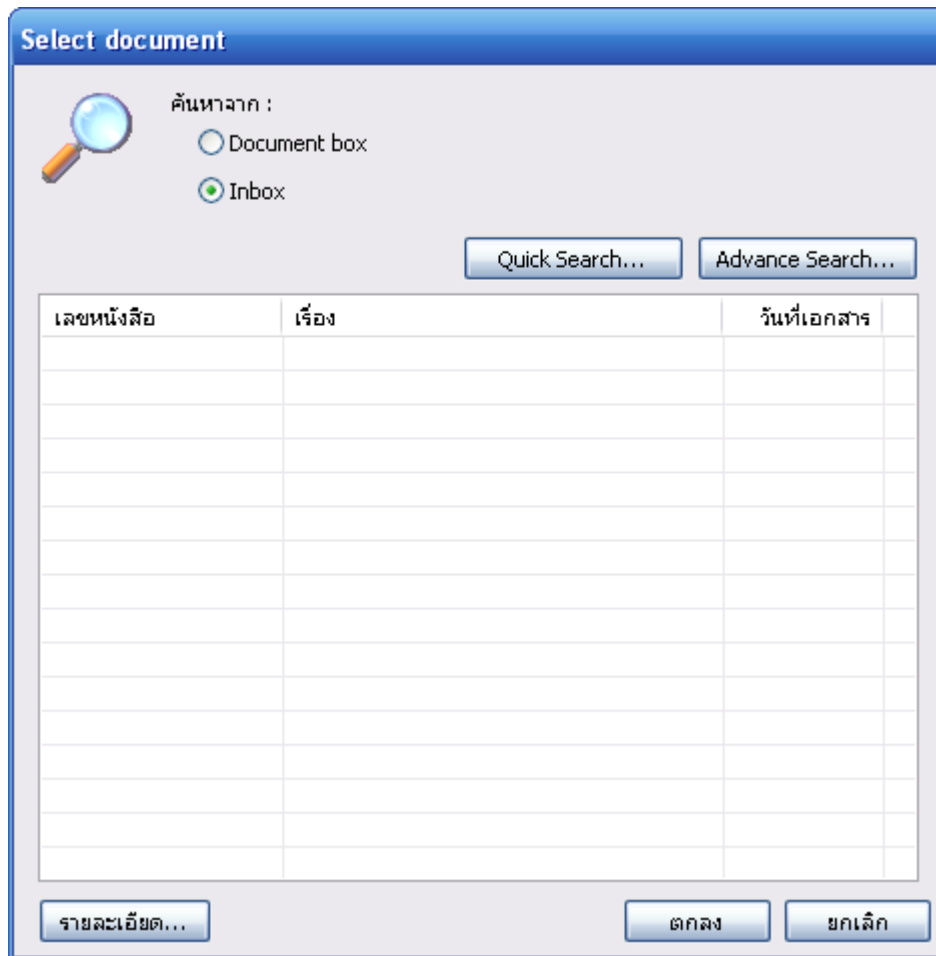 Select document
ค้นหาจาก :
Document box
Inbox
Quick Search... Advance Search...
เลขหนังสือ เรื่อง วันที่เอกสาร
รายละเอียด... ตกลง ยกเลิก